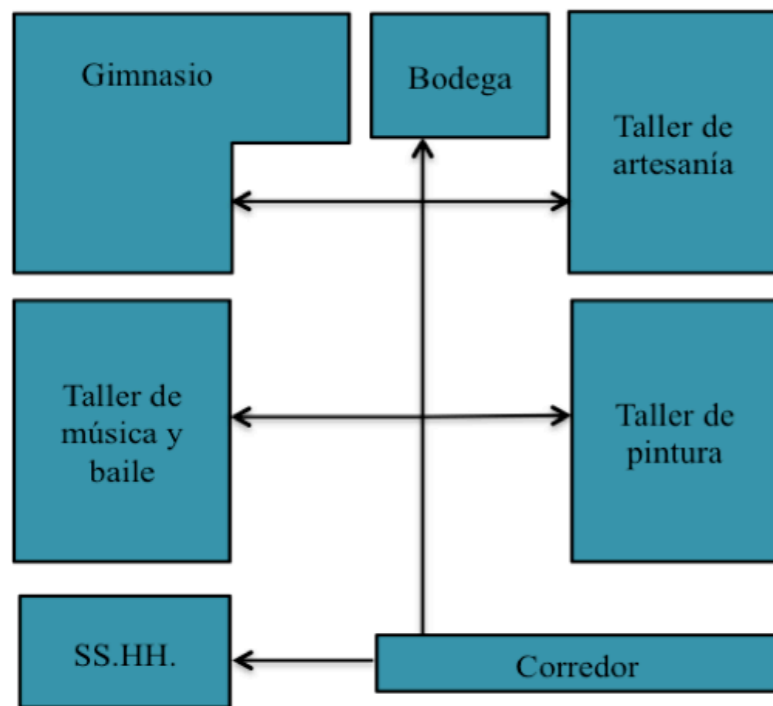 Gimnasio
Bodega
Taller de
artesanía
Taller de
música y
baile
Taller de
pintura
SS.HH.
Corredor